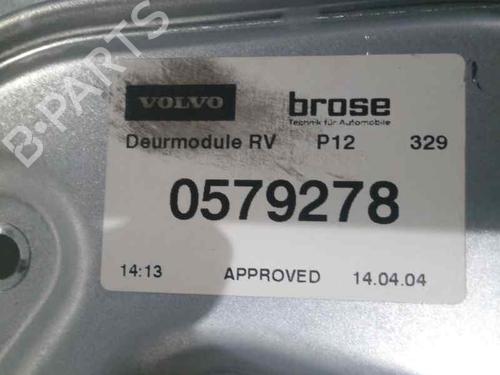 B-PARTS
VOLVO brose
Technik für Automobile
Deurmodule RV P12 329
0579278
14:13 APPROVED 14.04.04